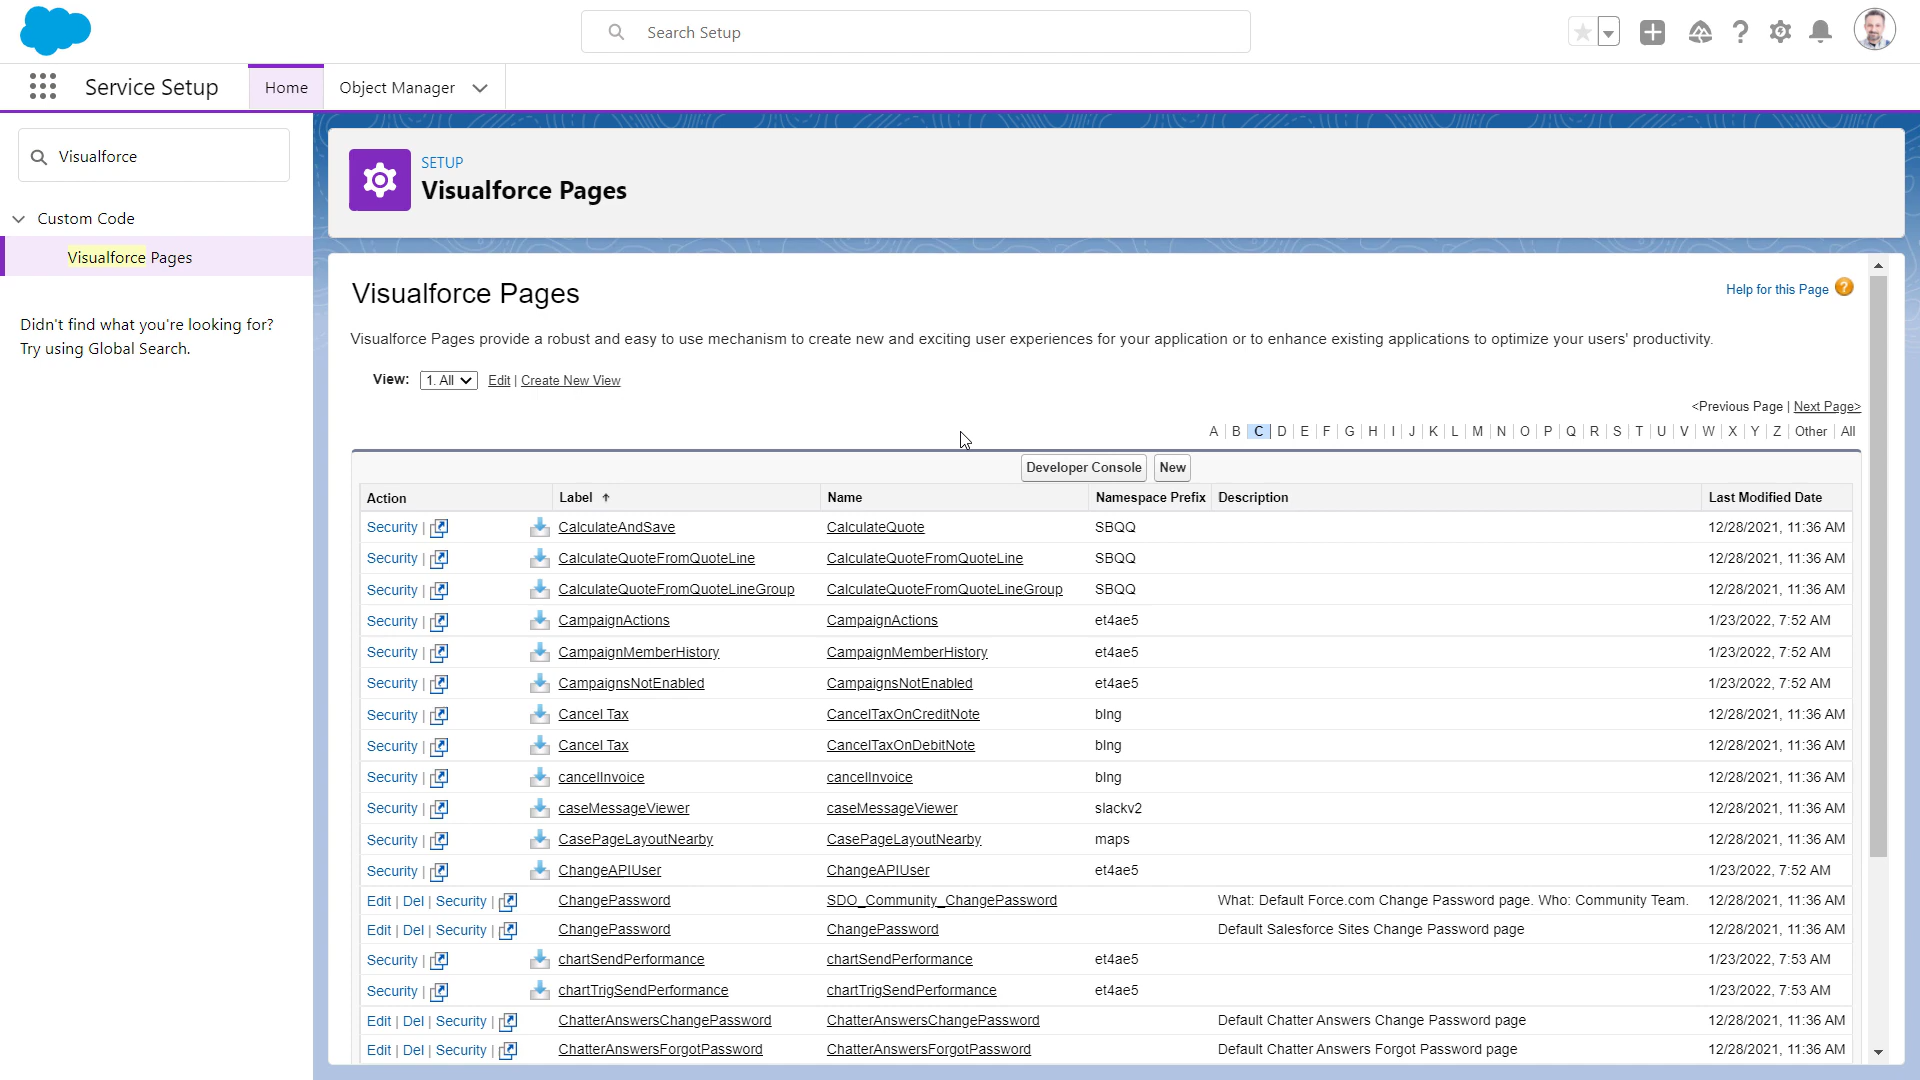 Search Setup
Service Setup
Home
Object Manager
Visualforce
Custom Code
Visualforce Pages
Didn't find what you're looking for?
Try using Global Search.
SETUP
Visualforce Pages
Visualforce Pages
Help for this Page ?
Visualforce Pages provide a robust and easy to use mechanism to create new and exciting user experiences for your application or to enhance existing applications to optimize your users' productivity.
View: 1. All Edit | Create New View
<Previous Page | Next Page>
A | B | C | D | E | F | G | H | I | J | K | L | M | N | O | P | Q | R | S | T | U | V | W | X | Y | Z | Other | All
Developer Console New
Action Label ↑ Name Namespace Prefix Description Last Modified Date
Security | CalculateAndSave CalculateQuote SBQQ 12/28/2021, 11:36 AM
Security | CalculateQuoteFromQuoteLine CalculateQuoteFromQuoteLine SBQQ 12/28/2021, 11:36 AM
Security | CalculateQuoteFromQuoteLineGroup CalculateQuoteFromQuoteLineGroup SBQQ 12/28/2021, 11:36 AM
Security | CampaignActions CampaignActions et4ae5 1/23/2022, 7:52 AM
Security | CampaignMemberHistory CampaignMemberHistory et4ae5 1/23/2022, 7:52 AM
Security | CampaignsNotEnabled CampaignsNotEnabled et4ae5 1/23/2022, 7:52 AM
Security | Cancel Tax CancelTaxOnCreditNote blng 12/28/2021, 11:36 AM
Security | Cancel Tax CancelTaxOnDebitNote blng 12/28/2021, 11:36 AM
Security | cancelInvoice cancelInvoice blng 12/28/2021, 11:36 AM
Security | caseMessageViewer caseMessageViewer slackv2 12/28/2021, 11:36 AM
Security | CasePageLayoutNearby CasePageLayoutNearby maps 12/28/2021, 11:36 AM
Security | ChangeAPIUser ChangeAPIUser et4ae5 1/23/2022, 7:52 AM
Edit | Del | Security | ChangePassword SDO_Community_ChangePassword What: Default Force.com Change Password page. Who: Community Team. 12/28/2021, 11:36 AM
Edit | Del | Security | ChangePassword ChangePassword Default Salesforce Sites Change Password page 12/28/2021, 11:36 AM
Security | chartSendPerformance chartSendPerformance et4ae5 1/23/2022, 7:53 AM
Security | chartTrigSendPerformance chartTrigSendPerformance et4ae5 1/23/2022, 7:53 AM
Edit | Del | Security | ChatterAnswersChangePassword ChatterAnswersChangePassword Default Chatter Answers Change Password page 12/28/2021, 11:36 AM
Edit | Del | Security | ChatterAnswersForgotPassword ChatterAnswersForgotPassword Default Chatter Answers Forgot Password page 12/28/2021, 11:36 AM